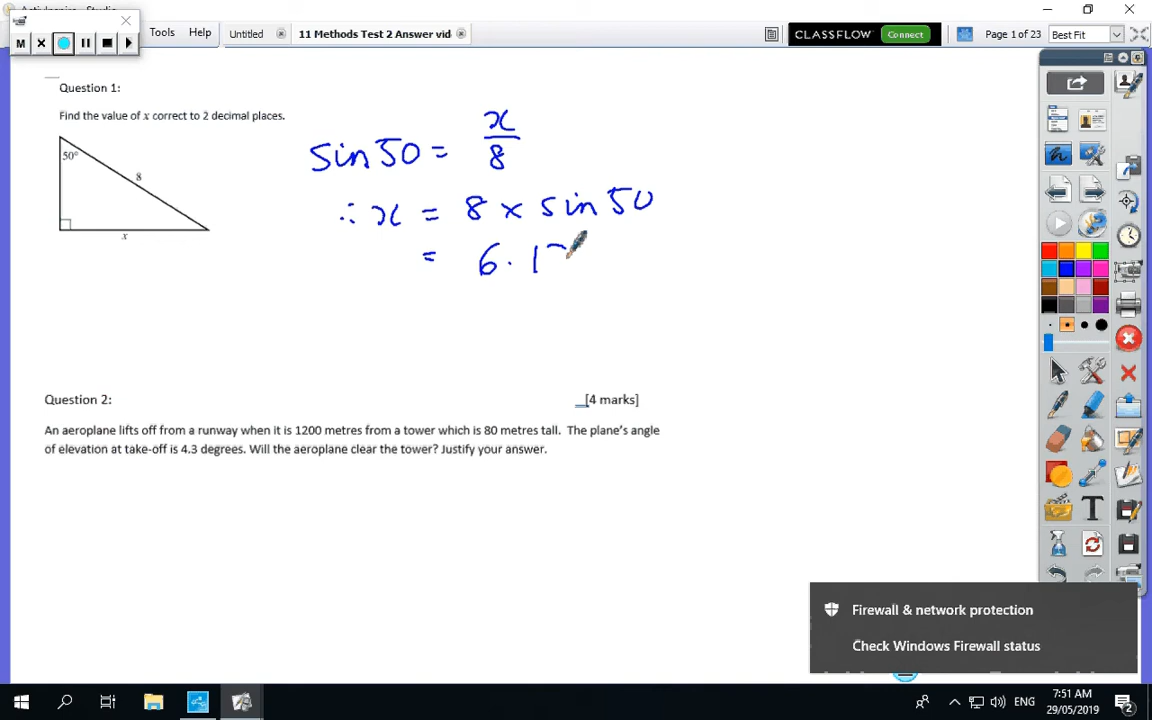 Tools Help
Untitled
11 Methods Test 2 Answer vid
CLASSFLOW Connect
Page 1 of 23
Best Fit
M
Question 1:
Find the value of x correct to 2 decimal places.
50°
8
x
sin 50 = x/8
∴ x = 8 × sin 50
= 6.1
Question 2:
[4 marks]
An aeroplane lifts off from a runway when it is 1200 metres from a tower which is 80 metres tall. The plane's angle
of elevation at take-off is 4.3 degrees. Will the aeroplane clear the tower? Justify your answer.
Firewall & network protection
Check Windows Firewall status
ENG
7:51 AM
29/05/2019
2